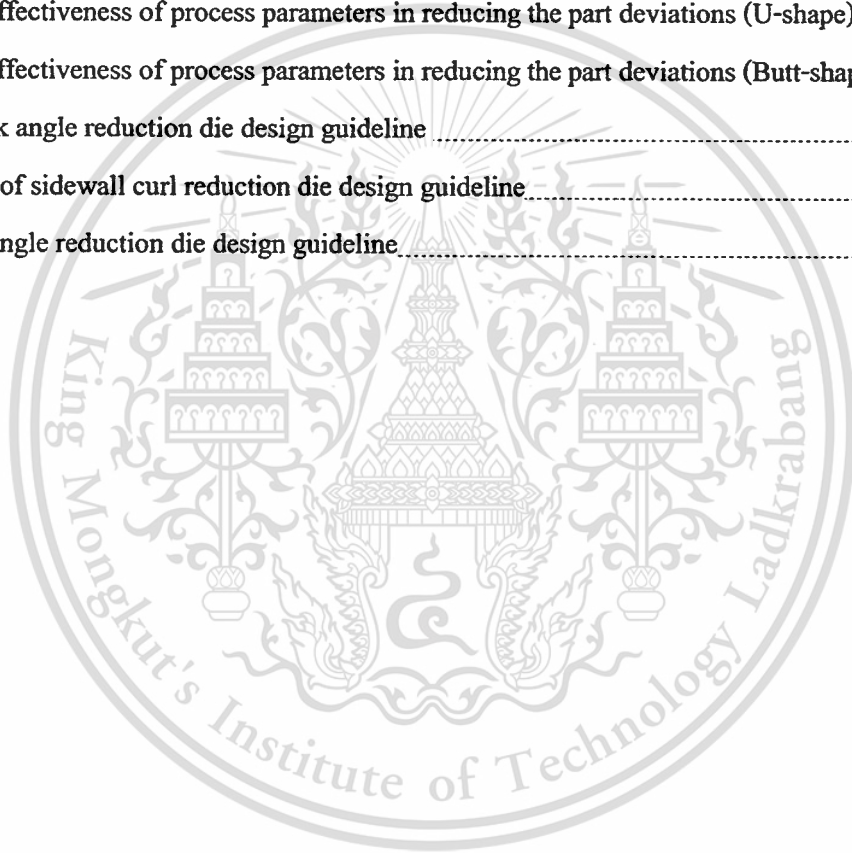 ffectiveness of process parameters in reducing the part deviations (U-shape)
ffectiveness of process parameters in reducing the part deviations (Butt-shap
k angle reduction die design guideline
of sidewall curl reduction die design guideline
ngle reduction die design guideline
King Mongkut's Institute of Technology Ladkrabang